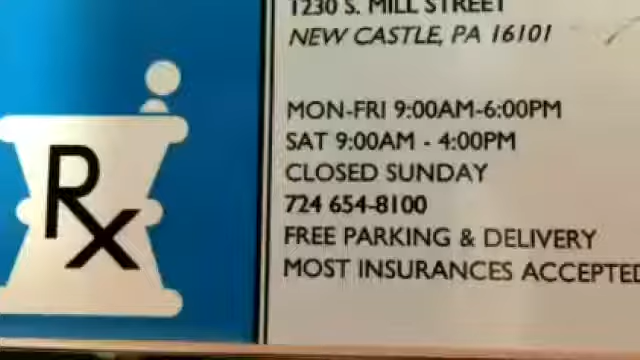 1230 S. MILL STREET
NEW CASTLE, PA 16101
MON-FRI 9:00AM-6:00PM
SAT 9:00AM - 4:00PM
CLOSED SUNDAY
724 654-8100
FREE PARKING & DELIVERY
MOST INSURANCES ACCEPTED
Rx